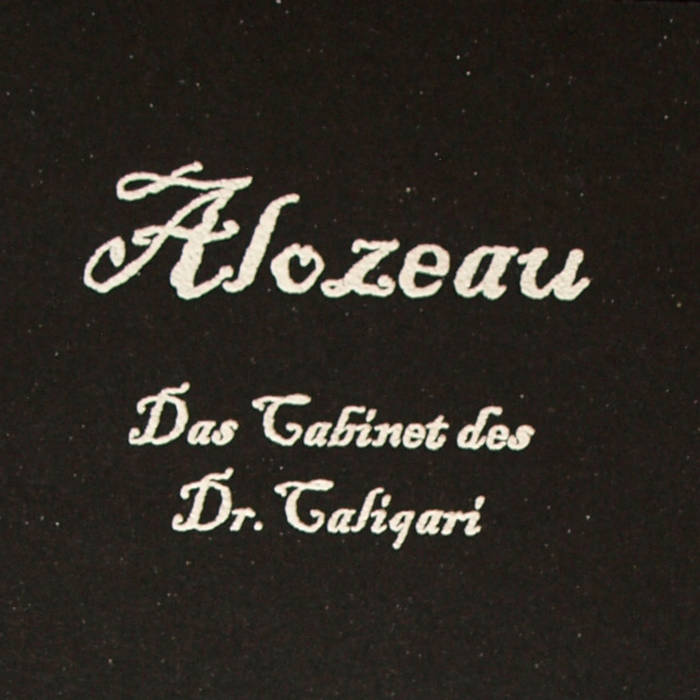 Alozeau
Das Cabinet des
Dr. Caligari